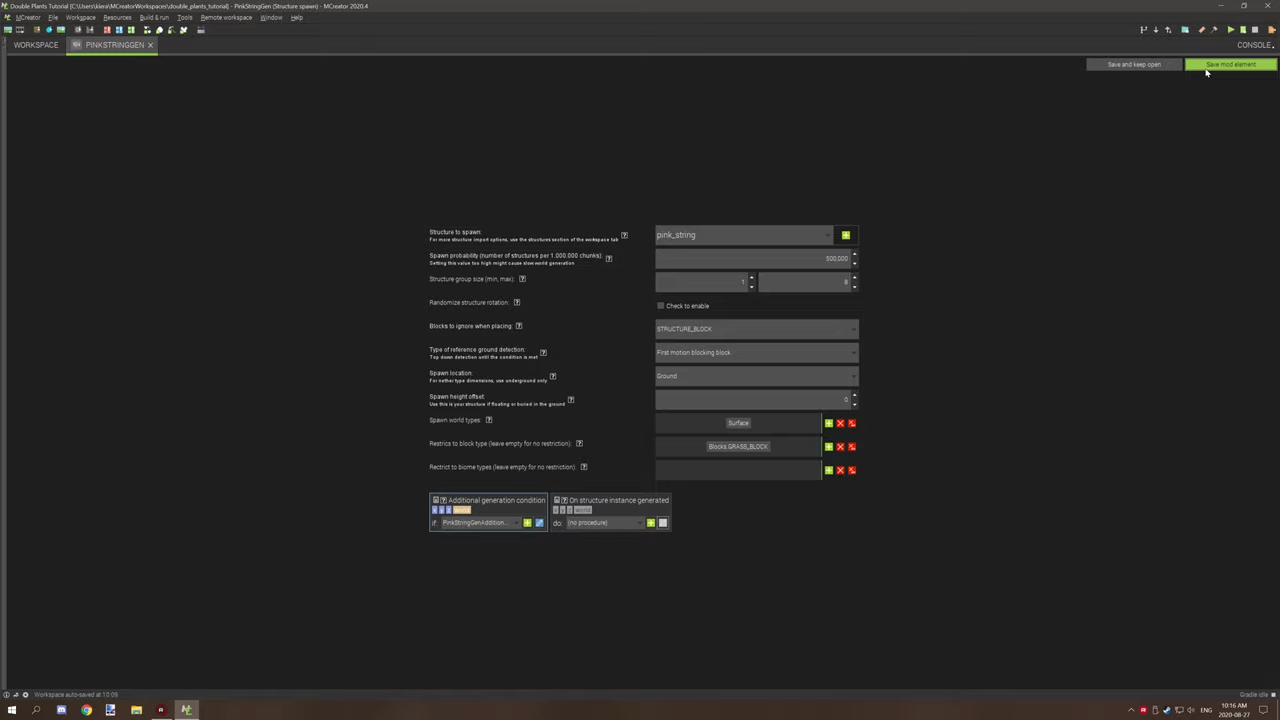 Double Plants Tutorial [C:\Users\kiera\MCreatorWorkspaces\double_plants_tutorial] - PinkStringGen (Structure spawn) - MCreator 2020.4
MCreator File Workspace Resources Build & run Tools Remote workspace Window Help
WORKSPACE PINKSTRINGGEN CONSOLE
Save and keep open Save mod element
Structure to spawn: pink_string
For more structure import options, use the structures section of the workspace tab
Spawn probability (number of structures per 1.000.000 chunks): 500,000
Setting this value too high might cause slow world generation
Structure group size (min, max): 1 8
Randomize structure rotation: Check to enable
Blocks to ignore when placing: STRUCTURE_BLOCK
Type of reference ground detection: First motion blocking block
Top down detection until the condition is met
Spawn location: Ground
For nether type dimensions, use underground only
Spawn height offset: 0
Use this is your structure if floating or buried in the ground
Spawn world types: Surface
Restricts to block type (leave empty for no restriction): Blocks.GRASS_BLOCK
Rectrict to biome types (leave empty for no restriction):
Additional generation condition On structure instance generated
x y z world x y z world
if: PinkStringGenAddition... do: (no procedure)
Workspace auto-saved at 10:09 Gradle idle
ENG 10:16 AM
2020-08-27